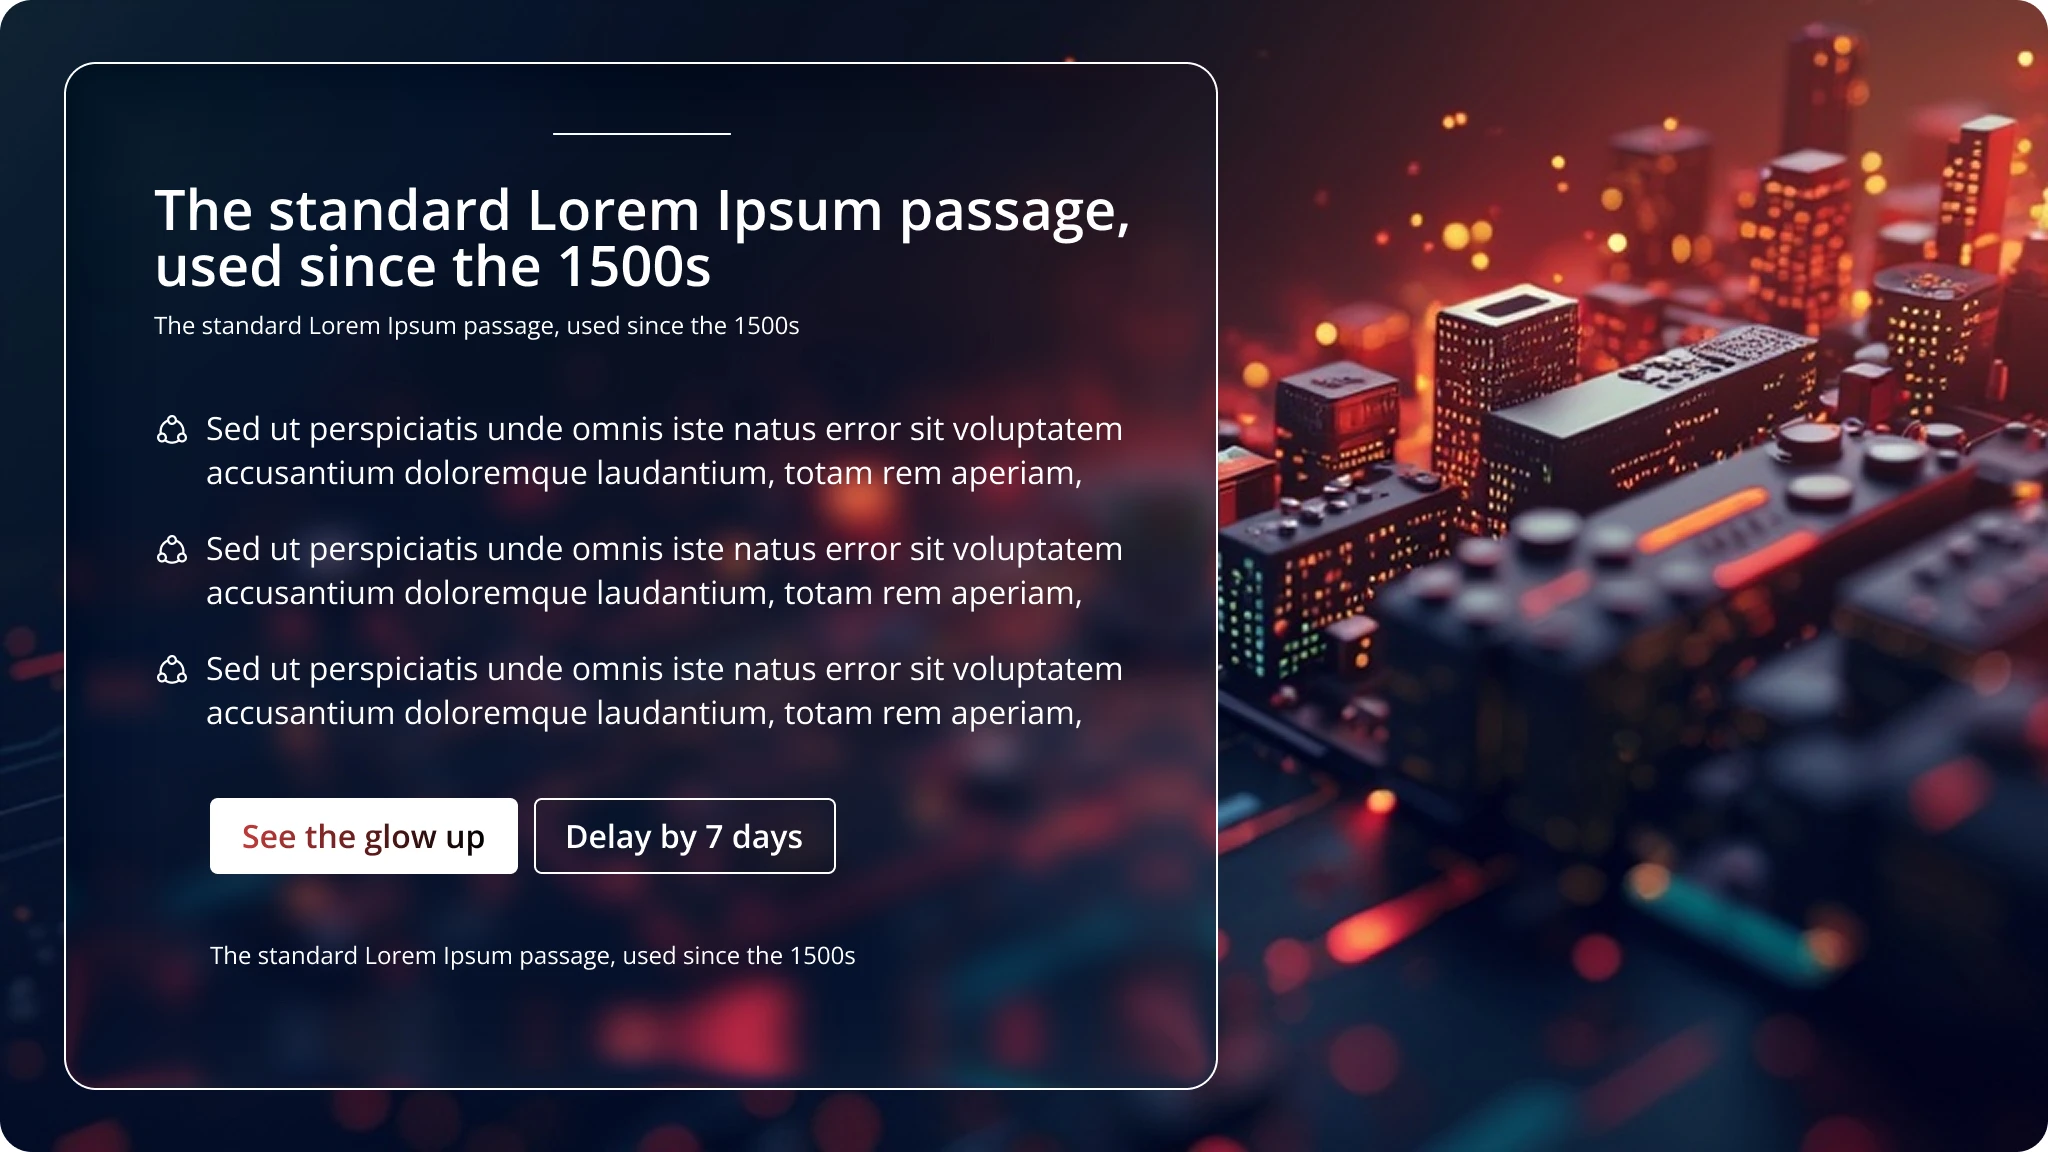 The standard Lorem Ipsum passage,
used since the 1500s
The standard Lorem Ipsum passage, used since the 1500s
Sed ut perspiciatis unde omnis iste natus error sit voluptatem
accusantium doloremque laudantium, totam rem aperiam,
Sed ut perspiciatis unde omnis iste natus error sit voluptatem
accusantium doloremque laudantium, totam rem aperiam,
Sed ut perspiciatis unde omnis iste natus error sit voluptatem
accusantium doloremque laudantium, totam rem aperiam,
See the glow up
Delay by 7 days
The standard Lorem Ipsum passage, used since the 1500s